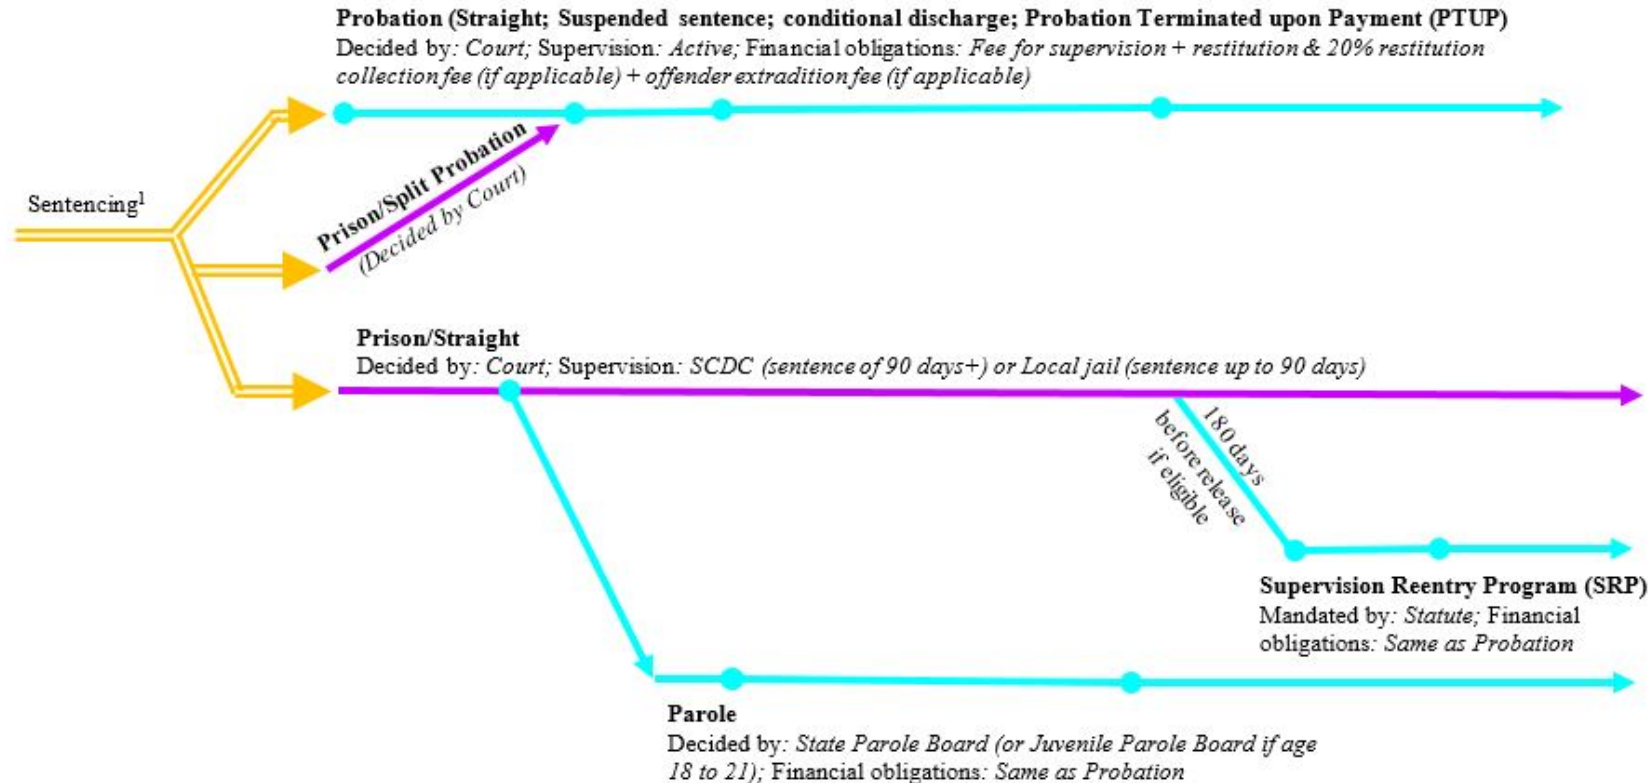 Probation (Straight; Suspended sentence; conditional discharge; Probation Terminated upon Payment (PTUP)
Decided by: Court; Supervision: Active; Financial obligations: Fee for supervision + restitution & 20% restitution
collection fee (if applicable) + offender extradition fee (if applicable)
Sentencing¹
Prison/Split Probation
(Decided by Court)
Prison/Straight
Decided by: Court; Supervision: SCDC (sentence of 90 days+) or Local jail (sentence up to 90 days)
180 days
before release
if eligible
Supervision Reentry Program (SRP)
Mandated by: Statute; Financial
obligations: Same as Probation
Parole
Decided by: State Parole Board (or Juvenile Parole Board if age
18 to 21); Financial obligations: Same as Probation